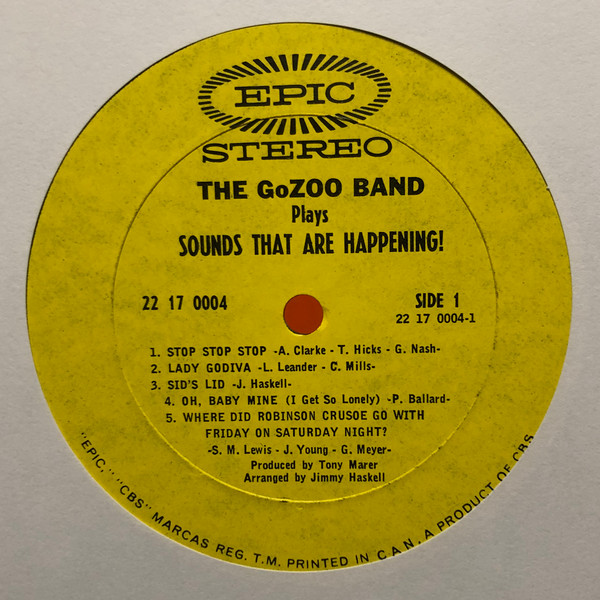 EPIC
STEREO
THE GoZOO BAND
Plays
SOUNDS THAT ARE HAPPENING!
22 17 0004
SIDE 1
22 17 0004-1
1. STOP STOP STOP -A. Clarke - T. Hicks - G. Nash-
2. LADY GODIVA -L. Leander - C. Mills-
3. SID'S LID -J. Haskell-
4. OH, BABY MINE (I Get So Lonely) -P. Ballard-
5. WHERE DID ROBINSON CRUSOE GO WITH
FRIDAY ON SATURDAY NIGHT?
-S. M. Lewis - J. Young - G. Meyer-
Produced by Tony Marer
Arranged by Jimmy Haskell
"EPIC," "CBS" MARCAS REG. T.M. PRINTED IN CAN. A PRODUCT OF CBS